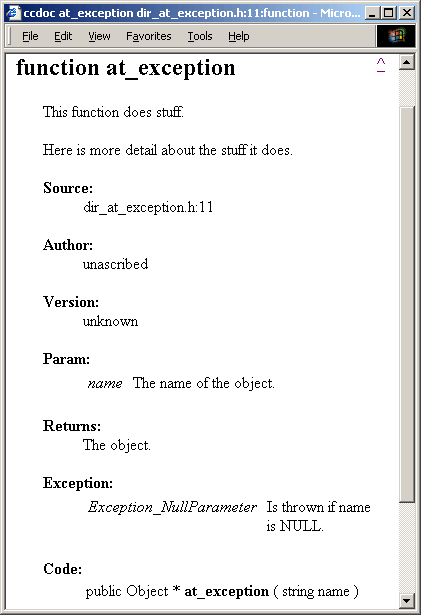 ccdoc at_exception dir_at_exception.h:11:function - Micro...
File Edit View Favorites Tools Help
function at_exception ^
This function does stuff.
Here is more detail about the stuff it does.
Source:
dir_at_exception.h:11
Author:
unascribed
Version:
unknown
Param:
name The name of the object.
Returns:
The object.
Exception:
Exception_NullParameter Is thrown if name
is NULL.
Code:
public Object * at_exception ( string name )